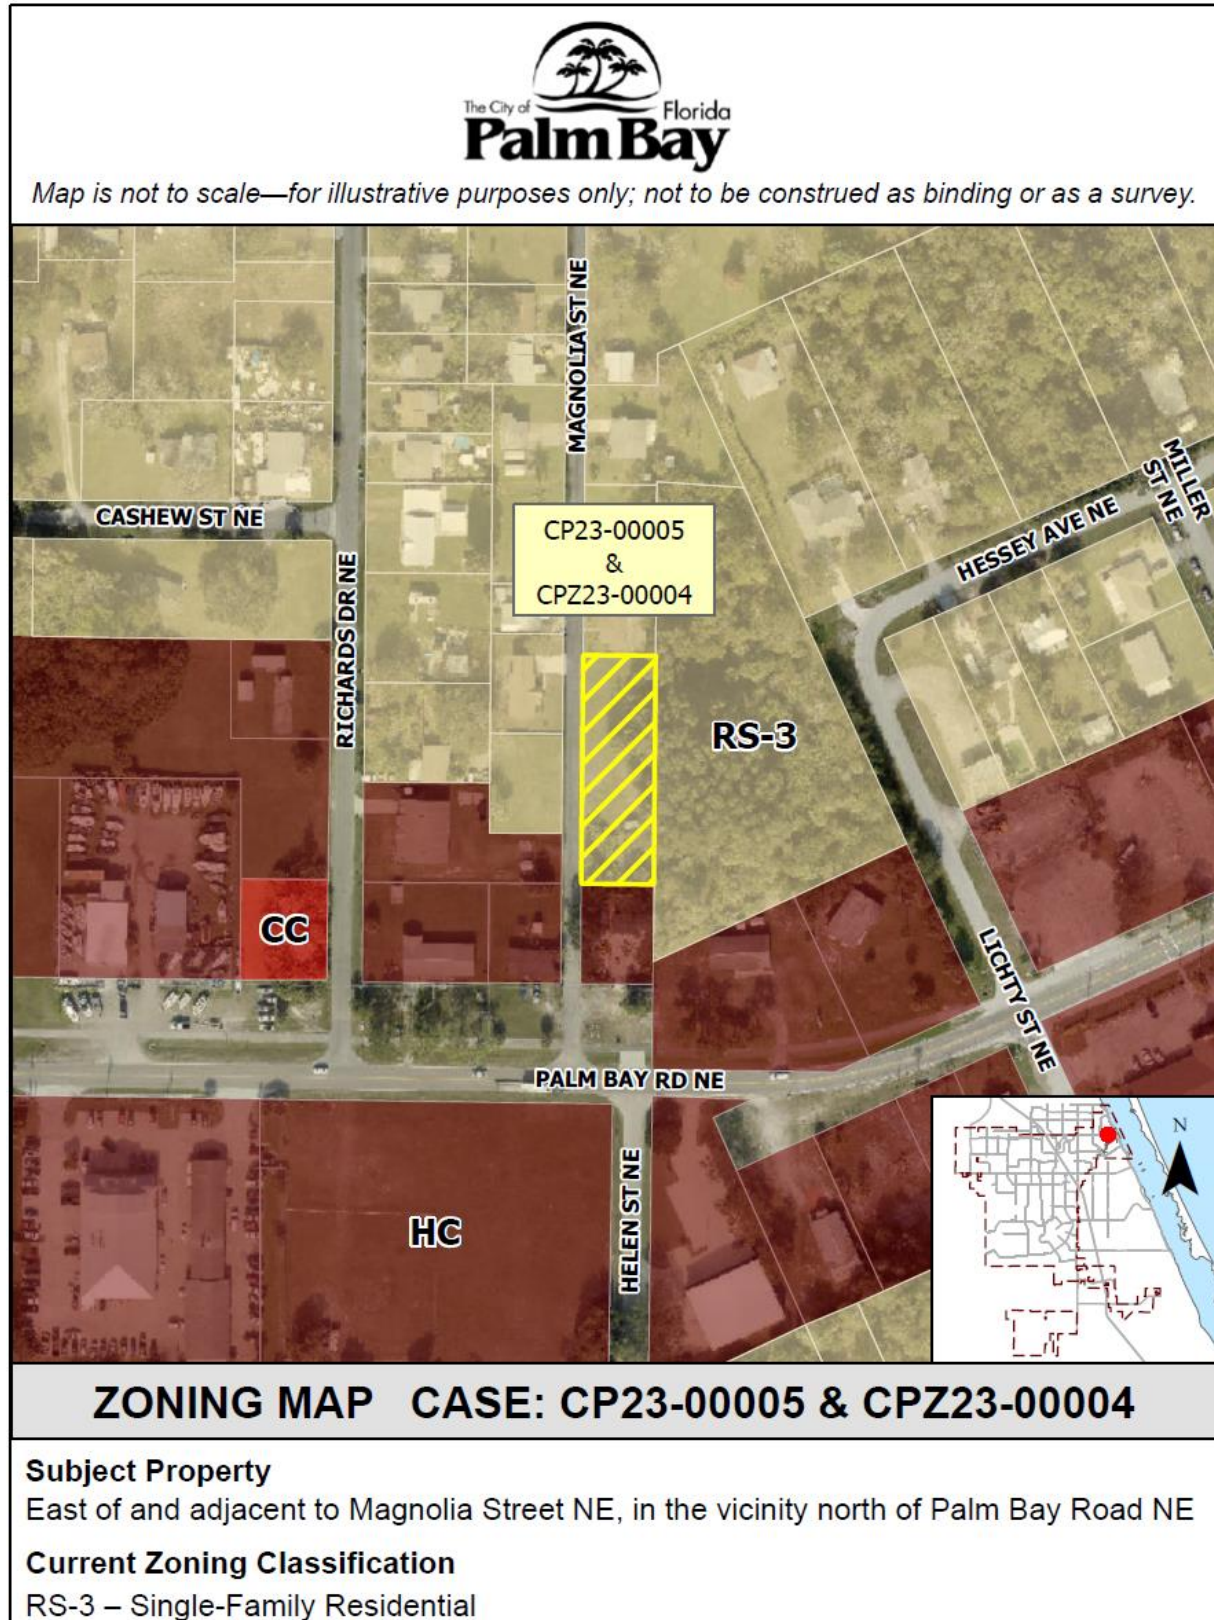 The City of Florida
Palm Bay
Map is not to scale—for illustrative purposes only; not to be construed as binding or as a survey.
MAGNOLIA ST NE
MILLER ST NE
CASHEW ST NE
CP23-00005
&
CPZ23-00004
HESSEY AVE NE
RICHARDS DR NE
RS-3
CC
LICHTY ST NE
PALM BAY RD NE
N
HELEN ST NE
HC
ZONING MAP CASE: CP23-00005 & CPZ23-00004
Subject Property
East of and adjacent to Magnolia Street NE, in the vicinity north of Palm Bay Road NE
Current Zoning Classification
RS-3 – Single-Family Residential